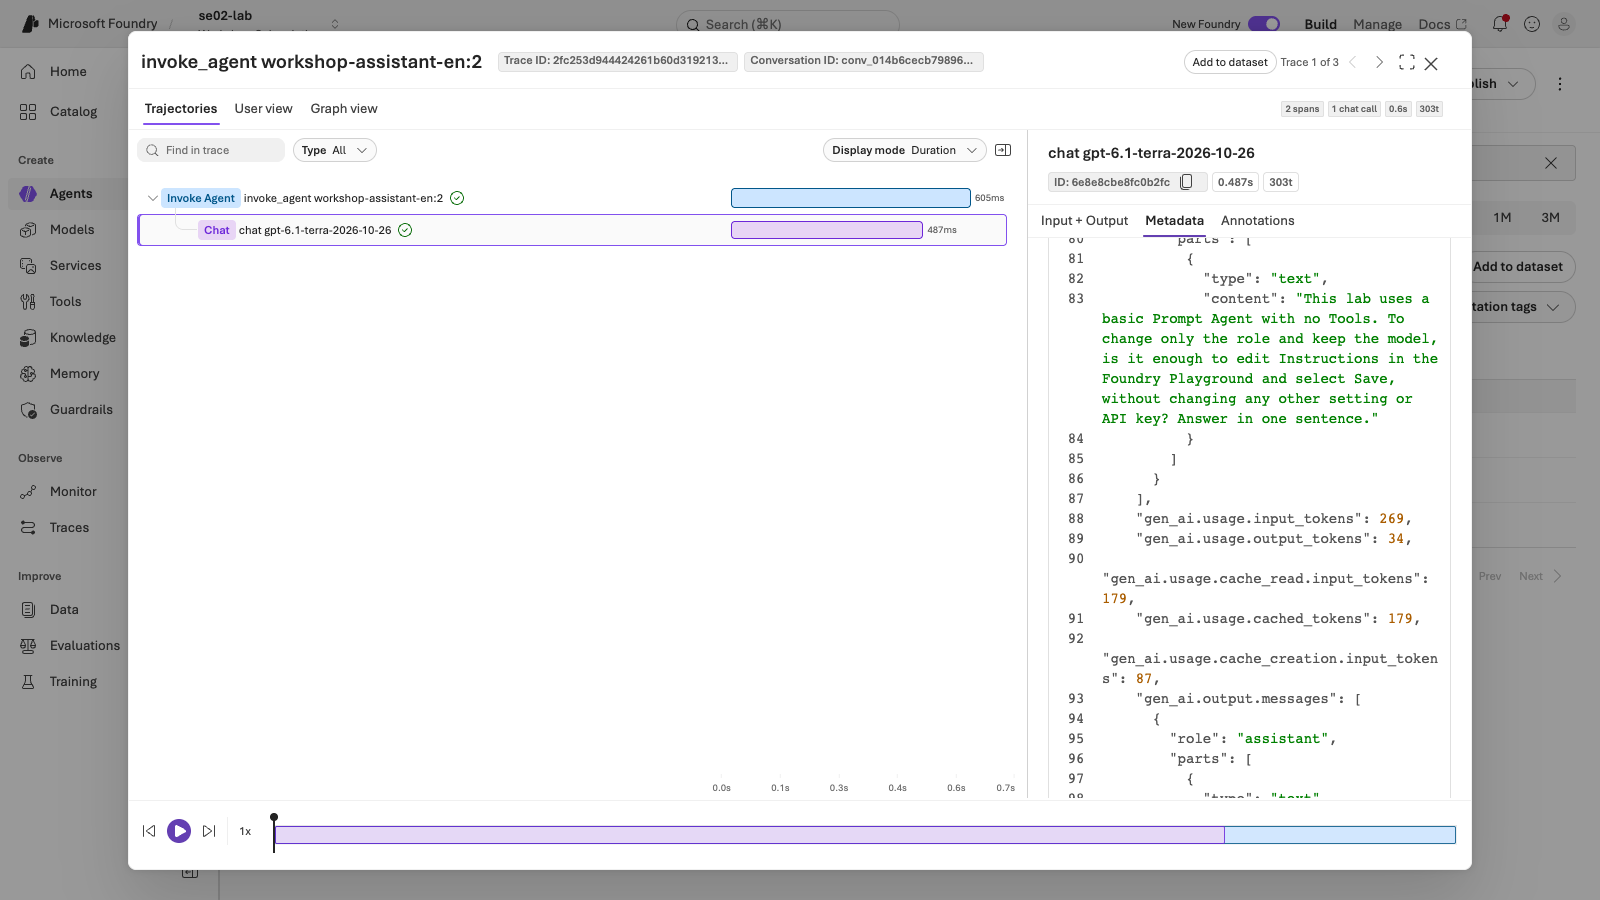 Microsoft Foundry
/
se02-lab
Search (⌘K)
New Foundry
Build
Manage
Docs
Home
Catalog
Create
Agents
Models
Services
Tools
Knowledge
Memory
Guardrails
Observe
Monitor
Traces
Improve
Data
Evaluations
Training
invoke_agent workshop-assistant-en:2
Trace ID: 2fc253d944424261b60d319213...
Conversation ID: conv_014b6cecb79896...
Add to dataset
Trace 1 of 3
Trajectories
User view
Graph view
2 spans
1 chat call
0.6s
303t
Find in trace
Type All
Display mode Duration
Invoke Agent invoke_agent workshop-assistant-en:2
605ms
Chat chat gpt-6.1-terra-2026-10-26
487ms
0.0s 0.1s 0.3s 0.4s 0.6s 0.7s
1x
chat gpt-6.1-terra-2026-10-26
ID: 6e8e8cbe8fc0b2fc
0.487s
303t
Input + Output
Metadata
Annotations
80 "parts": [
81 {
82 "type": "text",
83 "content": "This lab uses a
basic Prompt Agent with no Tools. To
change only the role and keep the model,
is it enough to edit Instructions in the
Foundry Playground and select Save,
without changing any other setting or
API key? Answer in one sentence."
84 }
85 ]
86 }
87 ],
88 "gen_ai.usage.input_tokens": 269,
89 "gen_ai.usage.output_tokens": 34,
90
"gen_ai.usage.cache_read.input_tokens":
179,
91 "gen_ai.usage.cached_tokens": 179,
92
"gen_ai.usage.cache_creation.input_token
s": 87,
93 "gen_ai.output.messages": [
94 {
95 "role": "assistant",
96 "parts": [
97 {
98 "type": "text"
lish
1M 3M
Add to dataset
tation tags
Prev Next